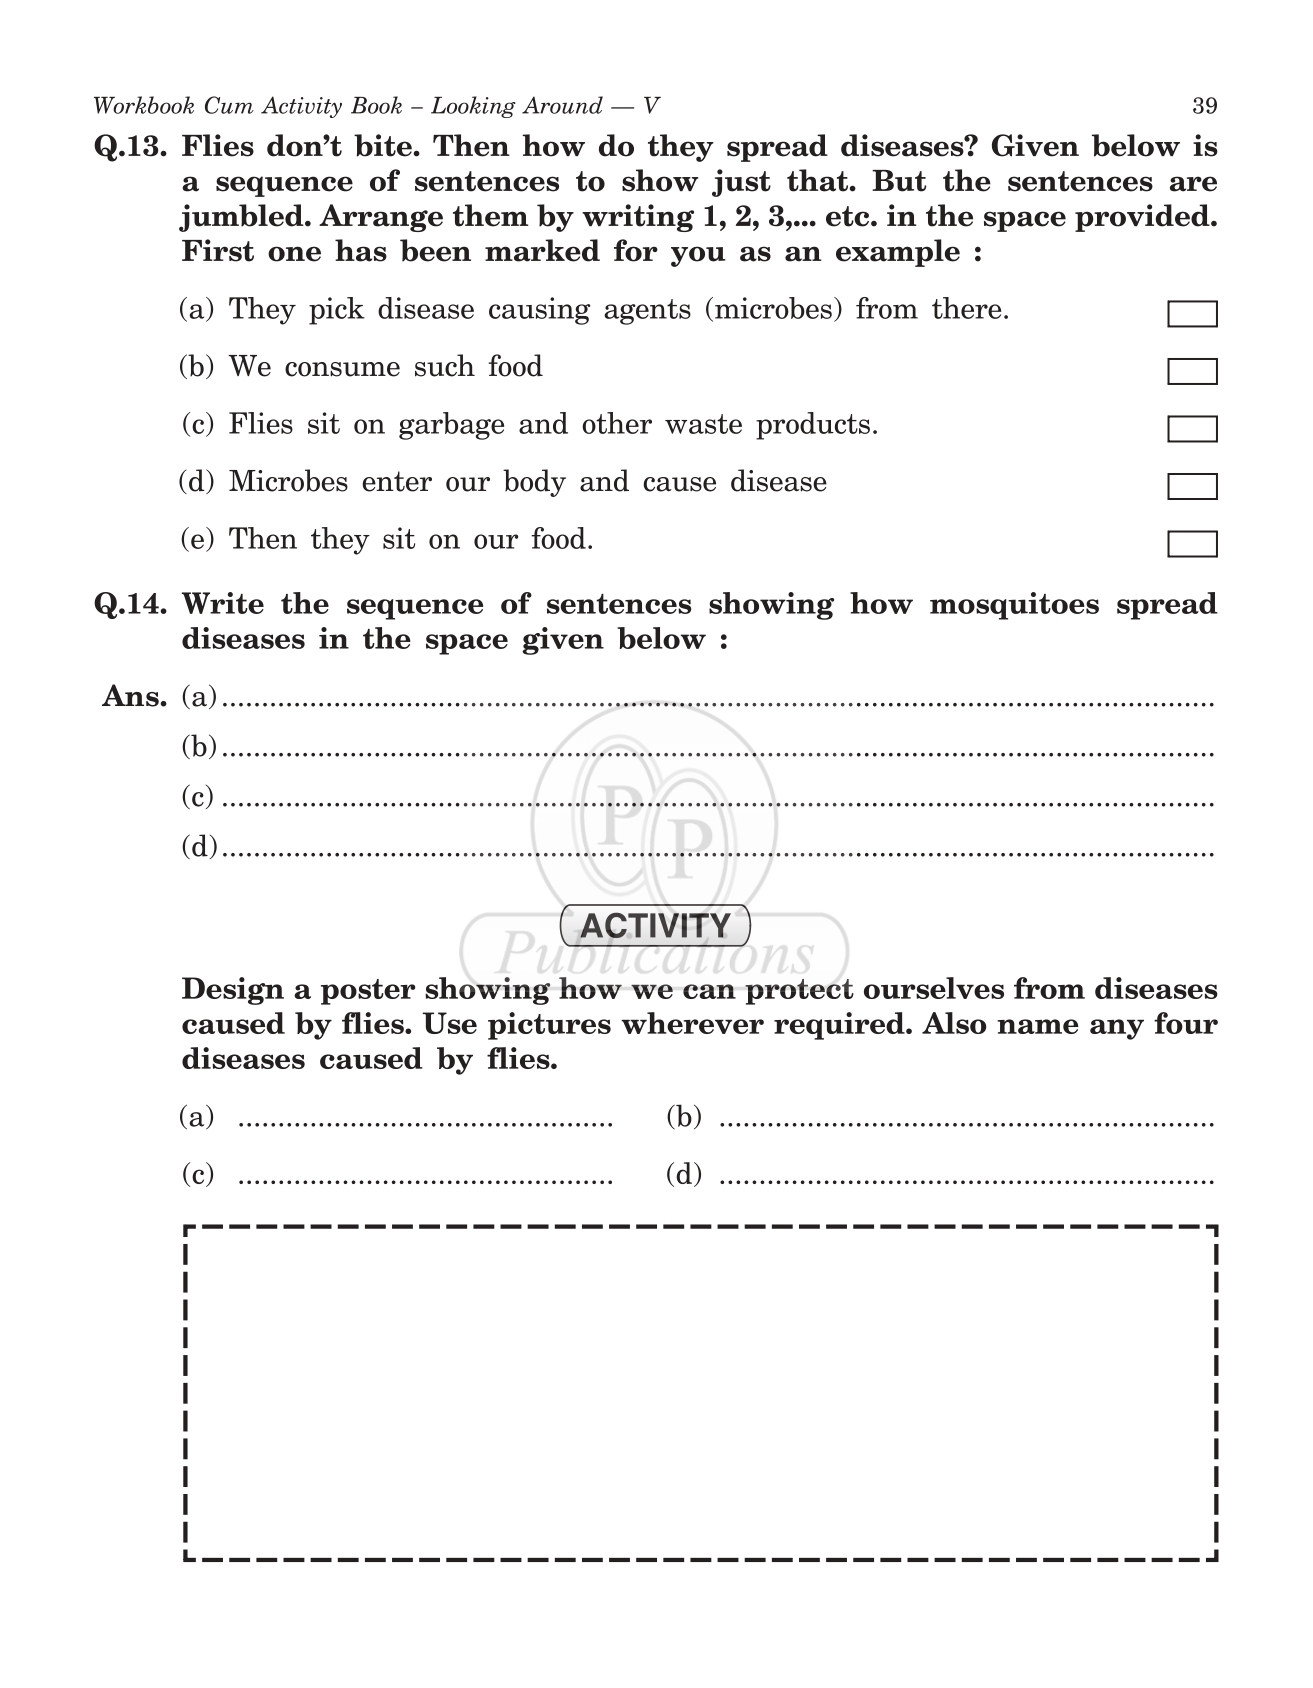 Workbook Cum Activity Book – Looking Around — V 39
Q.13. Flies don't bite. Then how do they spread diseases? Given below is
a sequence of sentences to show just that. But the sentences are
jumbled. Arrange them by writing 1, 2, 3,... etc. in the space provided.
First one has been marked for you as an example :
(a) They pick disease causing agents (microbes) from there.
(b) We consume such food
(c) Flies sit on garbage and other waste products.
(d) Microbes enter our body and cause disease
(e) Then they sit on our food.
Q.14. Write the sequence of sentences showing how mosquitoes spread
diseases in the space given below :
Ans. (a) ............................................................
(b) ............................................................
(c) ............................................................
(d) ............................................................
PP
ACTIVITY
Publications
Design a poster showing how we can protect ourselves from diseases
caused by flies. Use pictures wherever required. Also name any four
diseases caused by flies.
(a) .............................. (b) ..............................
(c) .............................. (d) ..............................